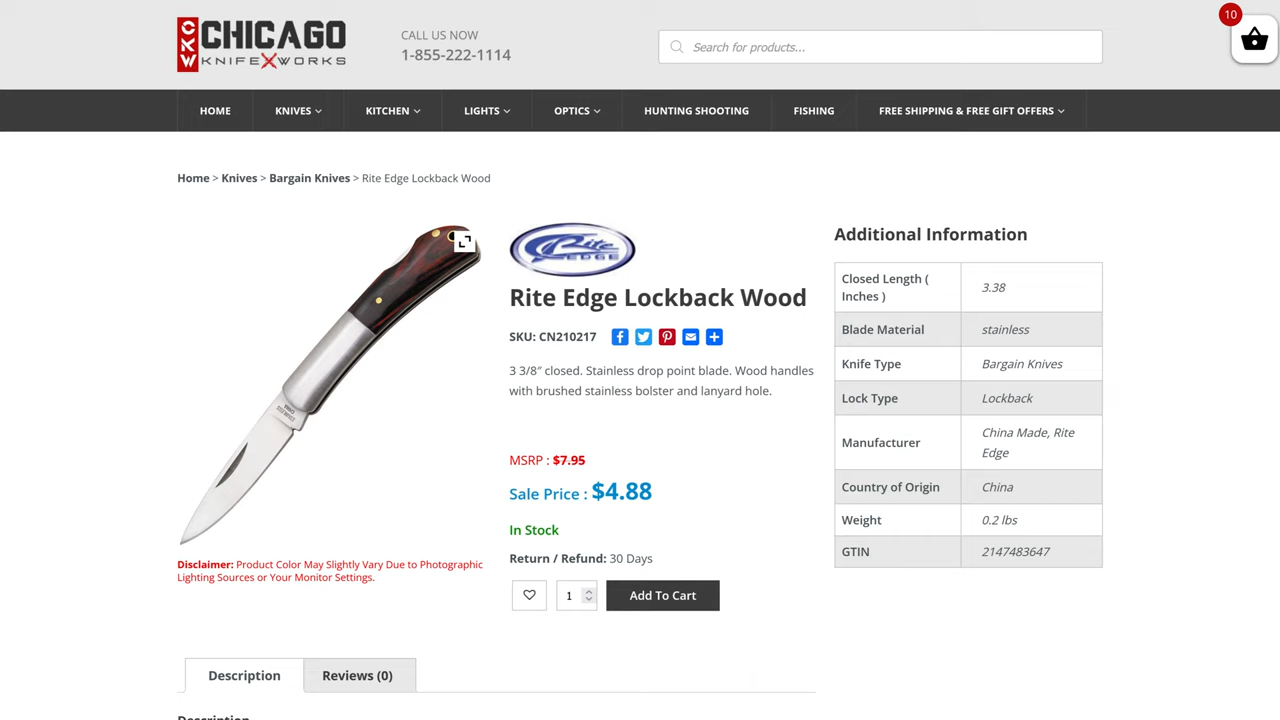 CKW CHICAGO
KNIFEXWORKS
CALL US NOW
1-855-222-1114
Search for products...
10
HOME
KNIVES
KITCHEN
LIGHTS
OPTICS
HUNTING SHOOTING
FISHING
FREE SHIPPING & FREE GIFT OFFERS
Home > Knives > Bargain Knives > Rite Edge Lockback Wood
Rite
EDGE
Rite Edge Lockback Wood
SKU: CN210217
3 3/8″ closed. Stainless drop point blade. Wood handles
with brushed stainless bolster and lanyard hole.
MSRP : $7.95
Sale Price : $4.88
In Stock
Return / Refund: 30 Days
1
Add To Cart
Disclaimer: Product Color May Slightly Vary Due to Photographic
Lighting Sources or Your Monitor Settings.
Additional Information
Closed Length (
Inches )
3.38
Blade Material
stainless
Knife Type
Bargain Knives
Lock Type
Lockback
Manufacturer
China Made, Rite
Edge
Country of Origin
China
Weight
0.2 lbs
GTIN
2147483647
Description
Reviews (0)
Description